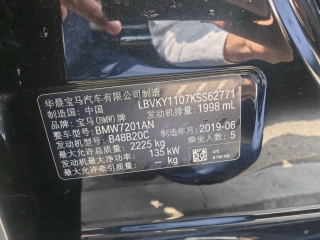 华晨宝马汽车有限公司制造
制造国：中国 LBVKY1107KSS62771
品牌：宝马(BMW)牌 发动机排量：1998 mL
整车型号：BMW7201AN
发动机型号：B48B20C 制造年月：2019-06
最大允许总质量：2225 kg 乘坐人数：5
发动机最大净功率：135 kW
最大允许牵引质量：-- kg